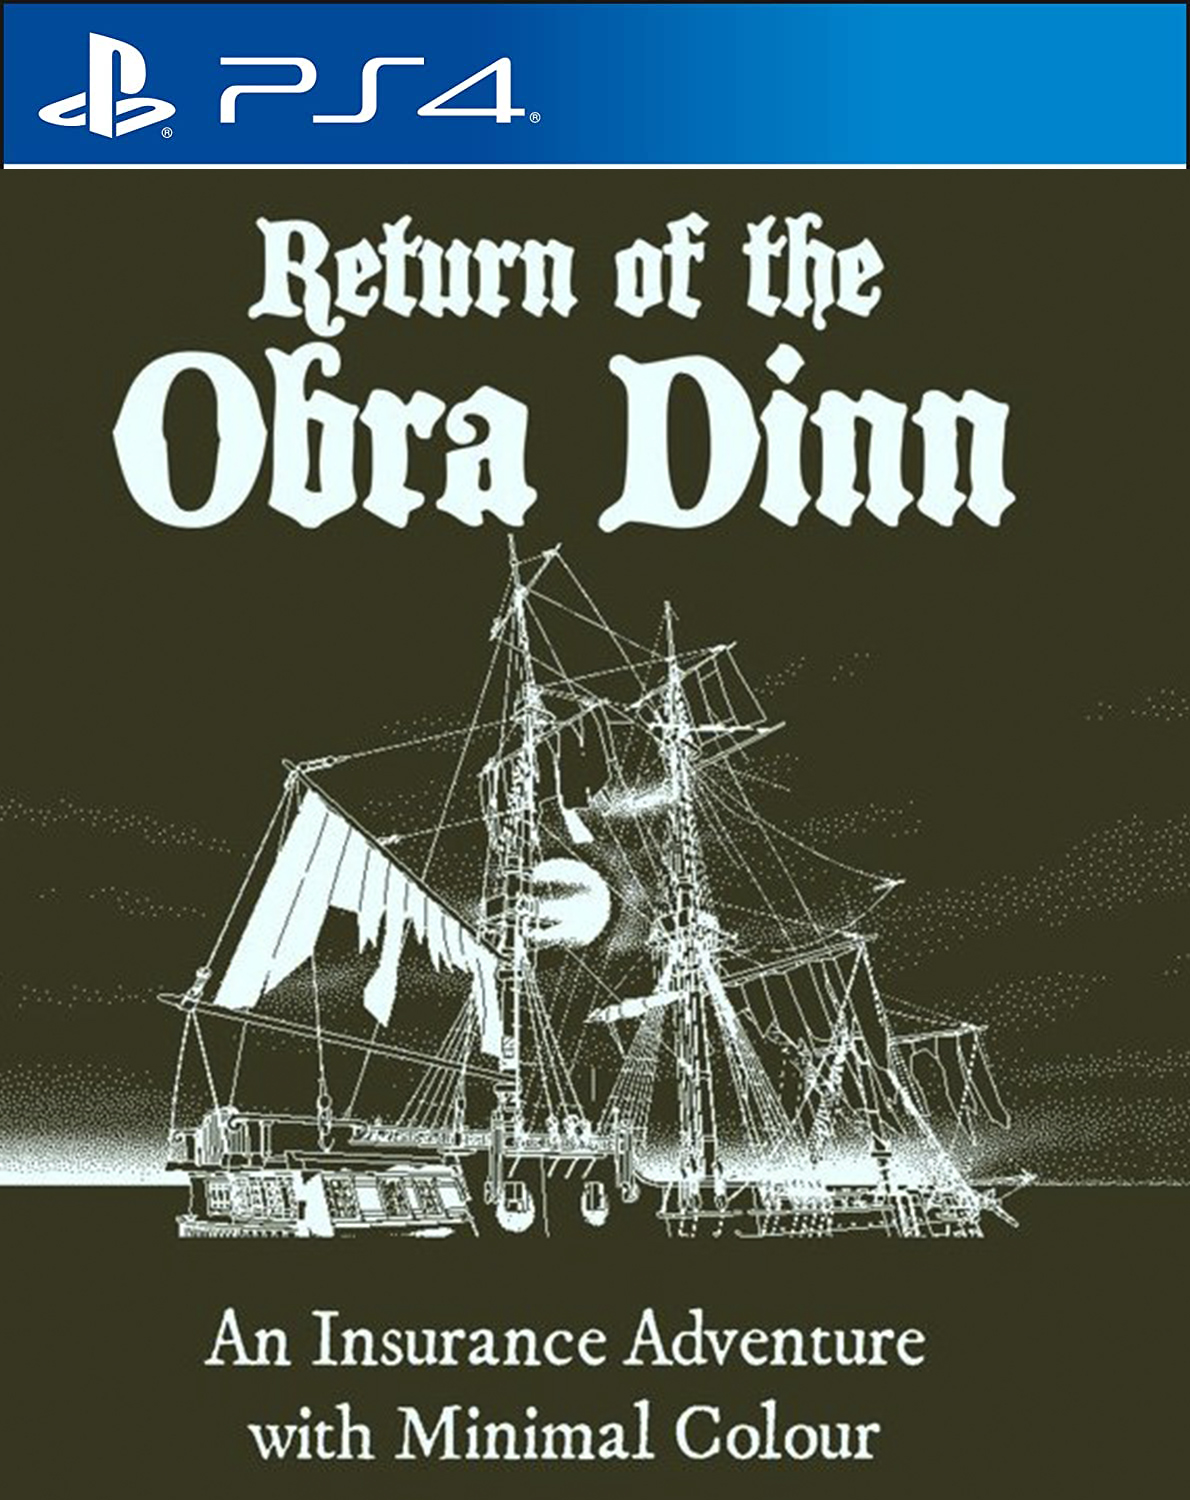 PS4
Return of the
Obra Dinn
An Insurance Adventure
with Minimal Colour